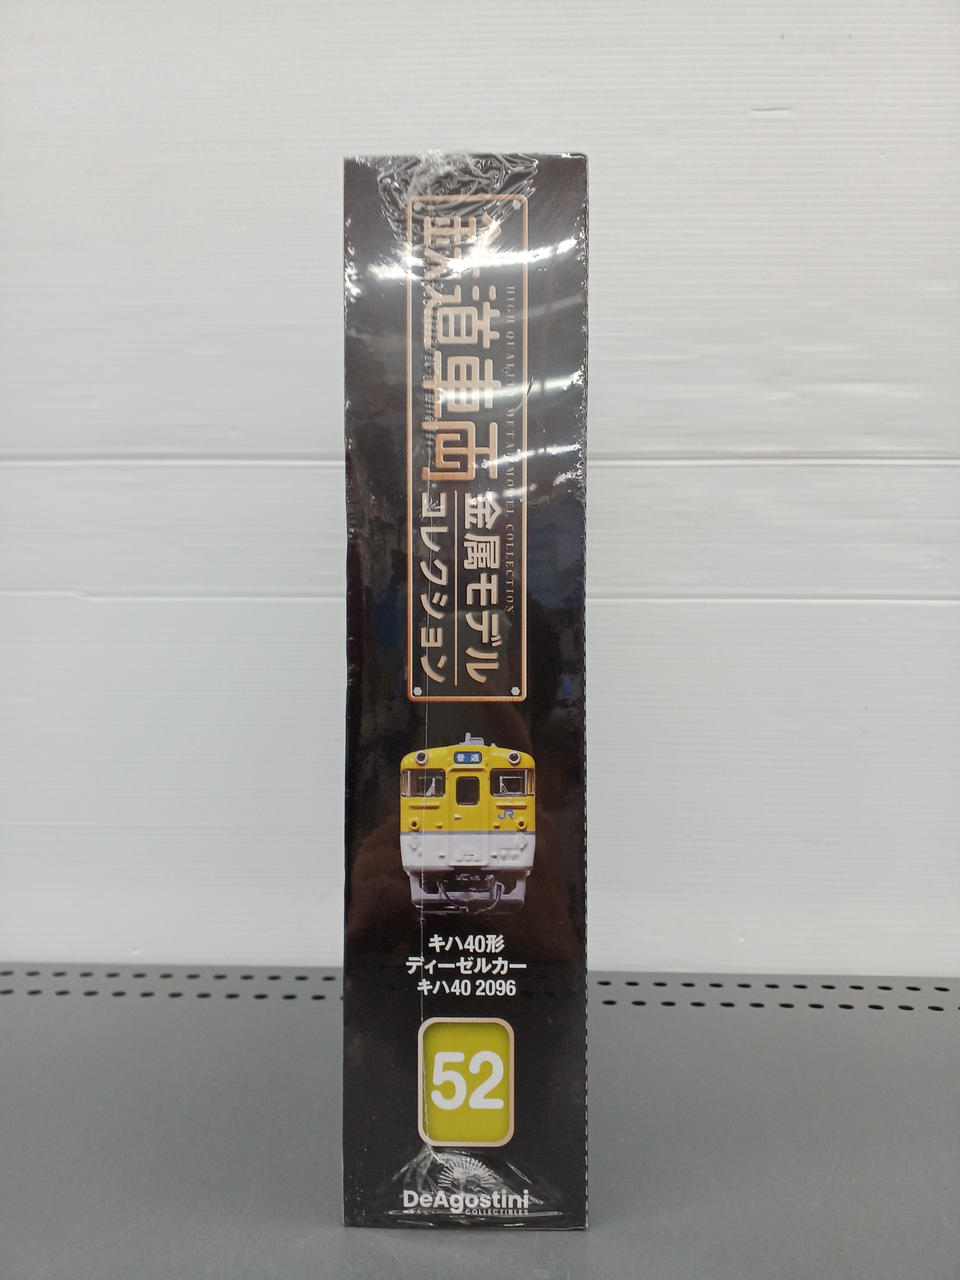 鉄道車両
金属モデル
コレクション
HIGH QUALITY METAL MODEL COLLECTION
普通
JR
キハ40形
ディーゼルカー
キハ40 2096
52
DeAgostini
COLLECTIBLES